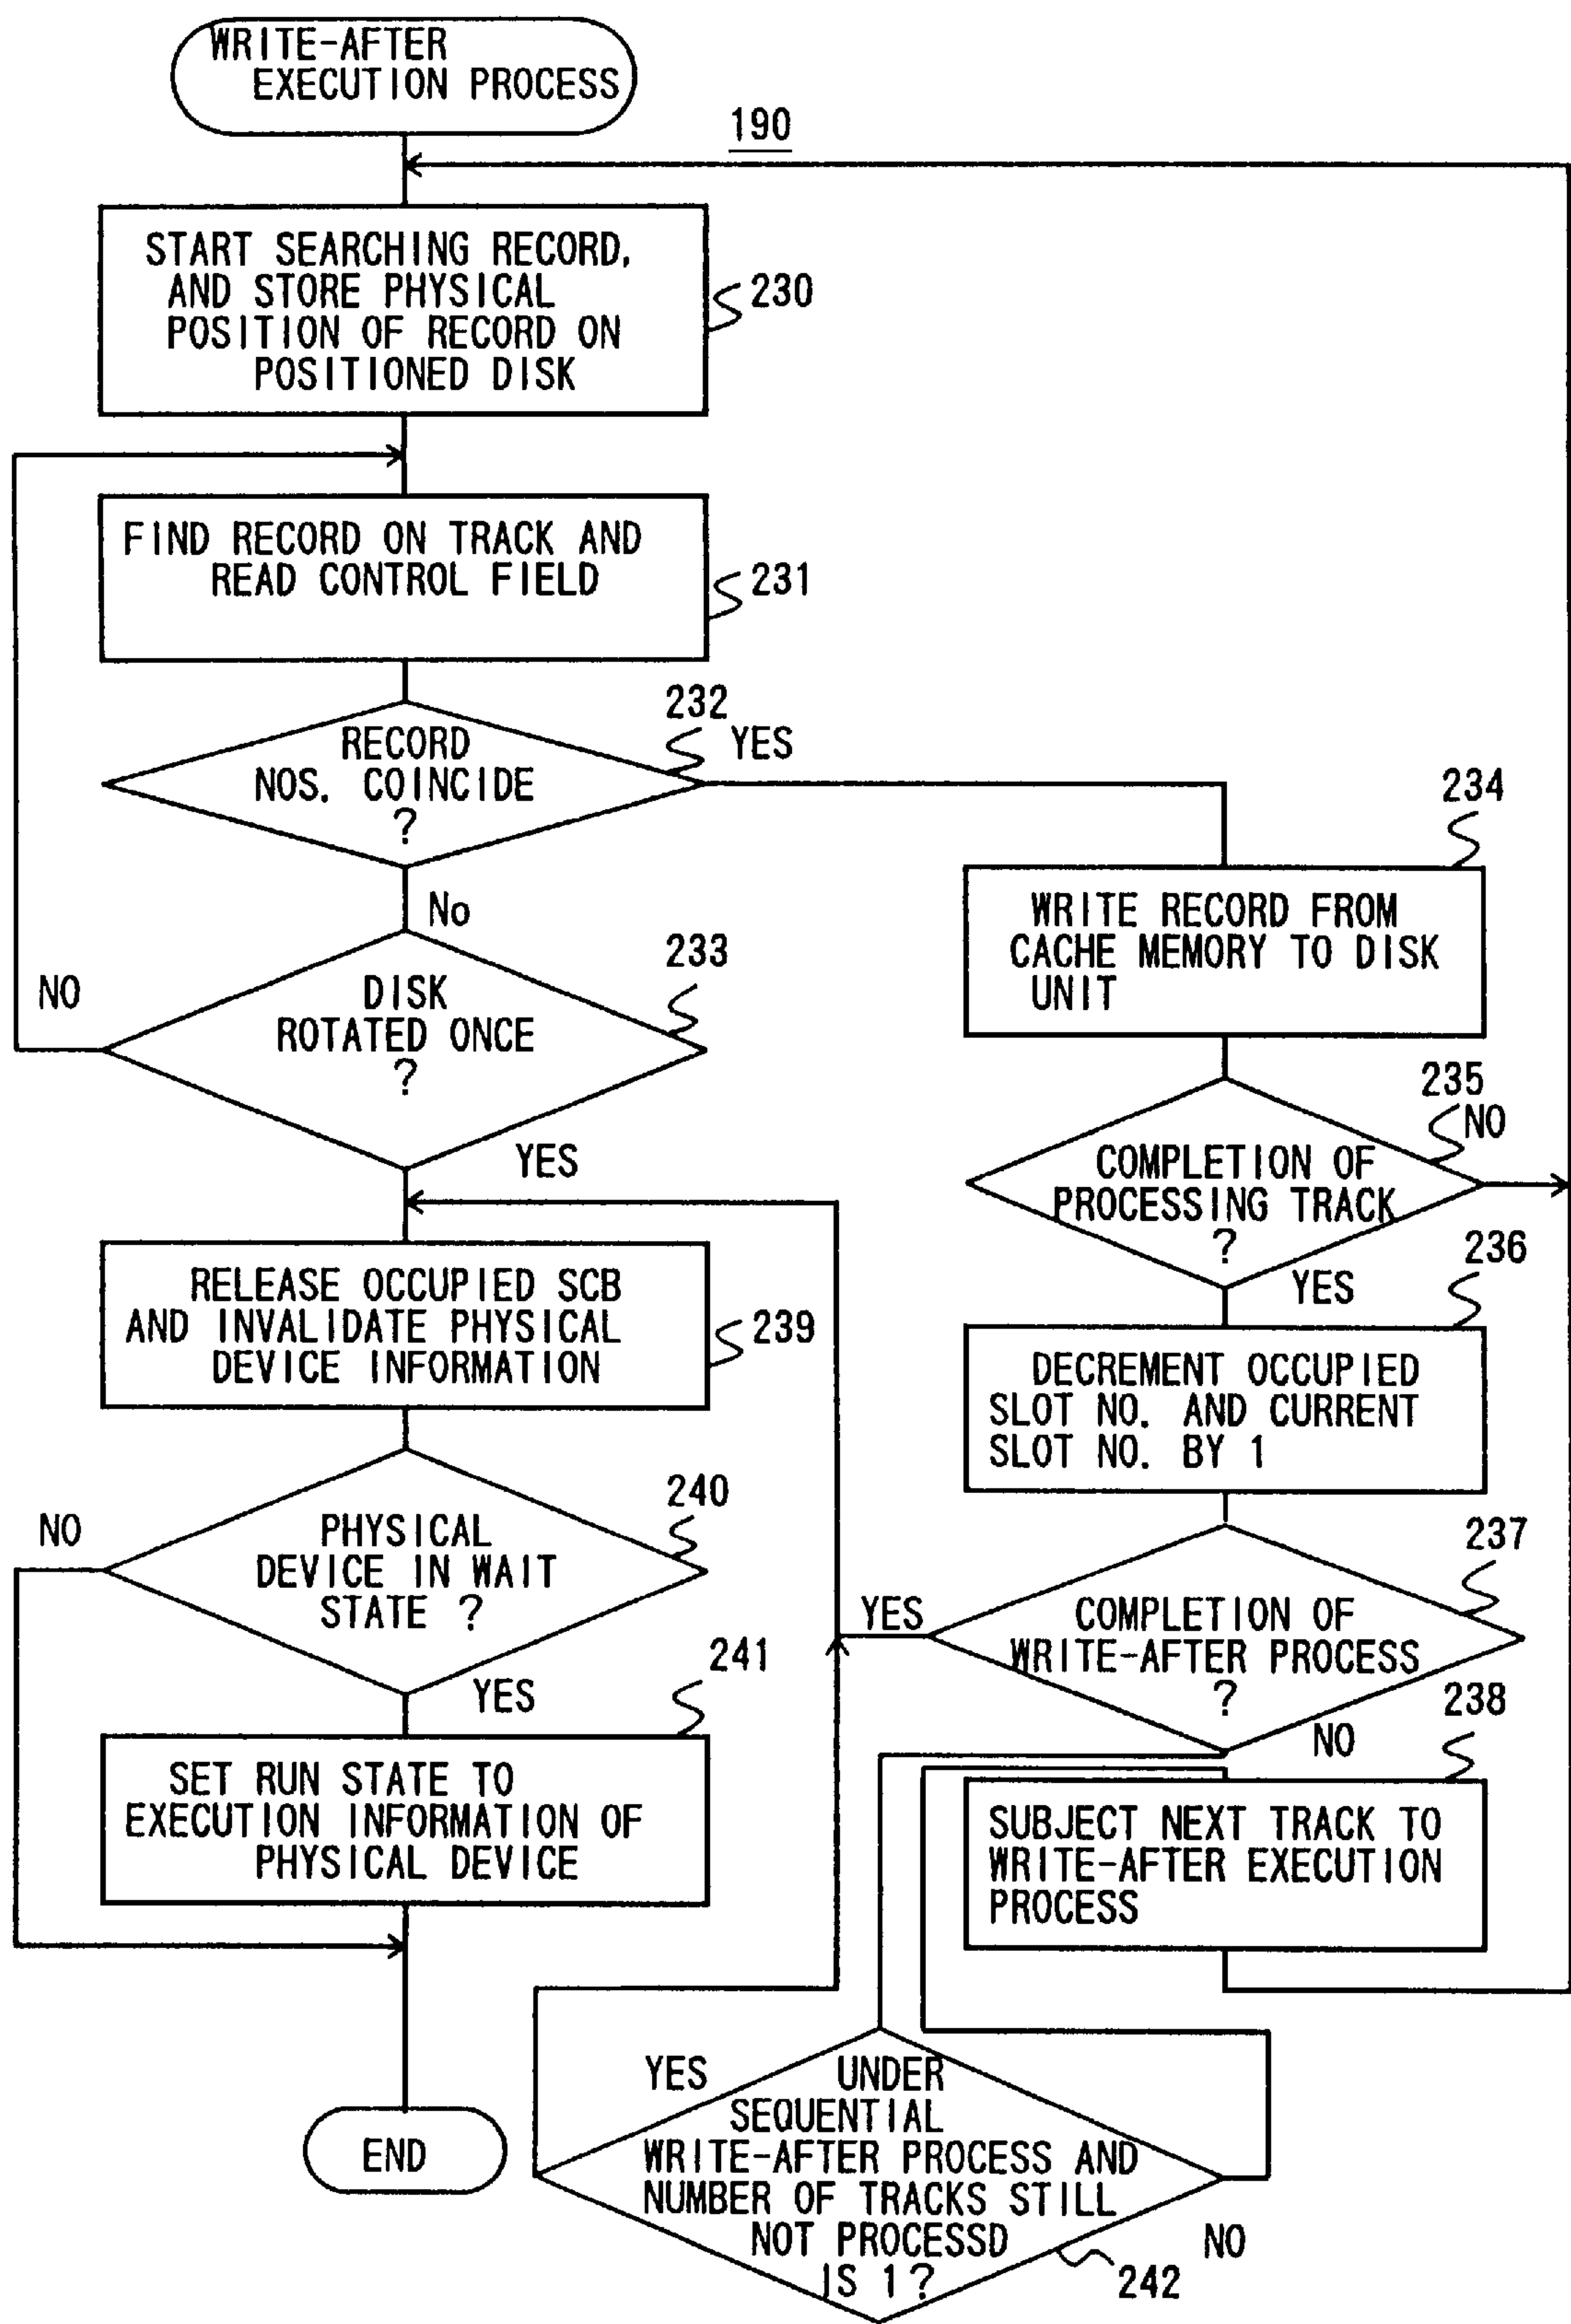 WRITE-AFTER
EXECUTION PROCESS
190
START SEARCHING RECORD,
AND STORE PHYSICAL
POSITION OF RECORD ON
POSITIONED DISK
230
FIND RECORD ON TRACK AND
READ CONTROL FIELD
231
232
RECORD
NOS. COINCIDE
?
YES
No
233
DISK
ROTATED ONCE
?
NO
YES
234
WRITE RECORD FROM
CACHE MEMORY TO DISK
UNIT
235
NO
COMPLETION OF
PROCESSING TRACK
?
YES
236
DECREMENT OCCUPIED
SLOT NO. AND CURRENT
SLOT NO. BY 1
237
COMPLETION OF
WRITE-AFTER PROCESS
?
YES
NO
238
SUBJECT NEXT TRACK TO
WRITE-AFTER EXECUTION
PROCESS
RELEASE OCCUPIED SCB
AND INVALIDATE PHYSICAL
DEVICE INFORMATION
239
240
PHYSICAL
DEVICE IN WAIT
STATE ?
NO
YES
241
SET RUN STATE TO
EXECUTION INFORMATION OF
PHYSICAL DEVICE
END
YES
UNDER
SEQUENTIAL
WRITE-AFTER PROCESS AND
NUMBER OF TRACKS STILL
NOT PROCESSD
IS 1?
NO
242